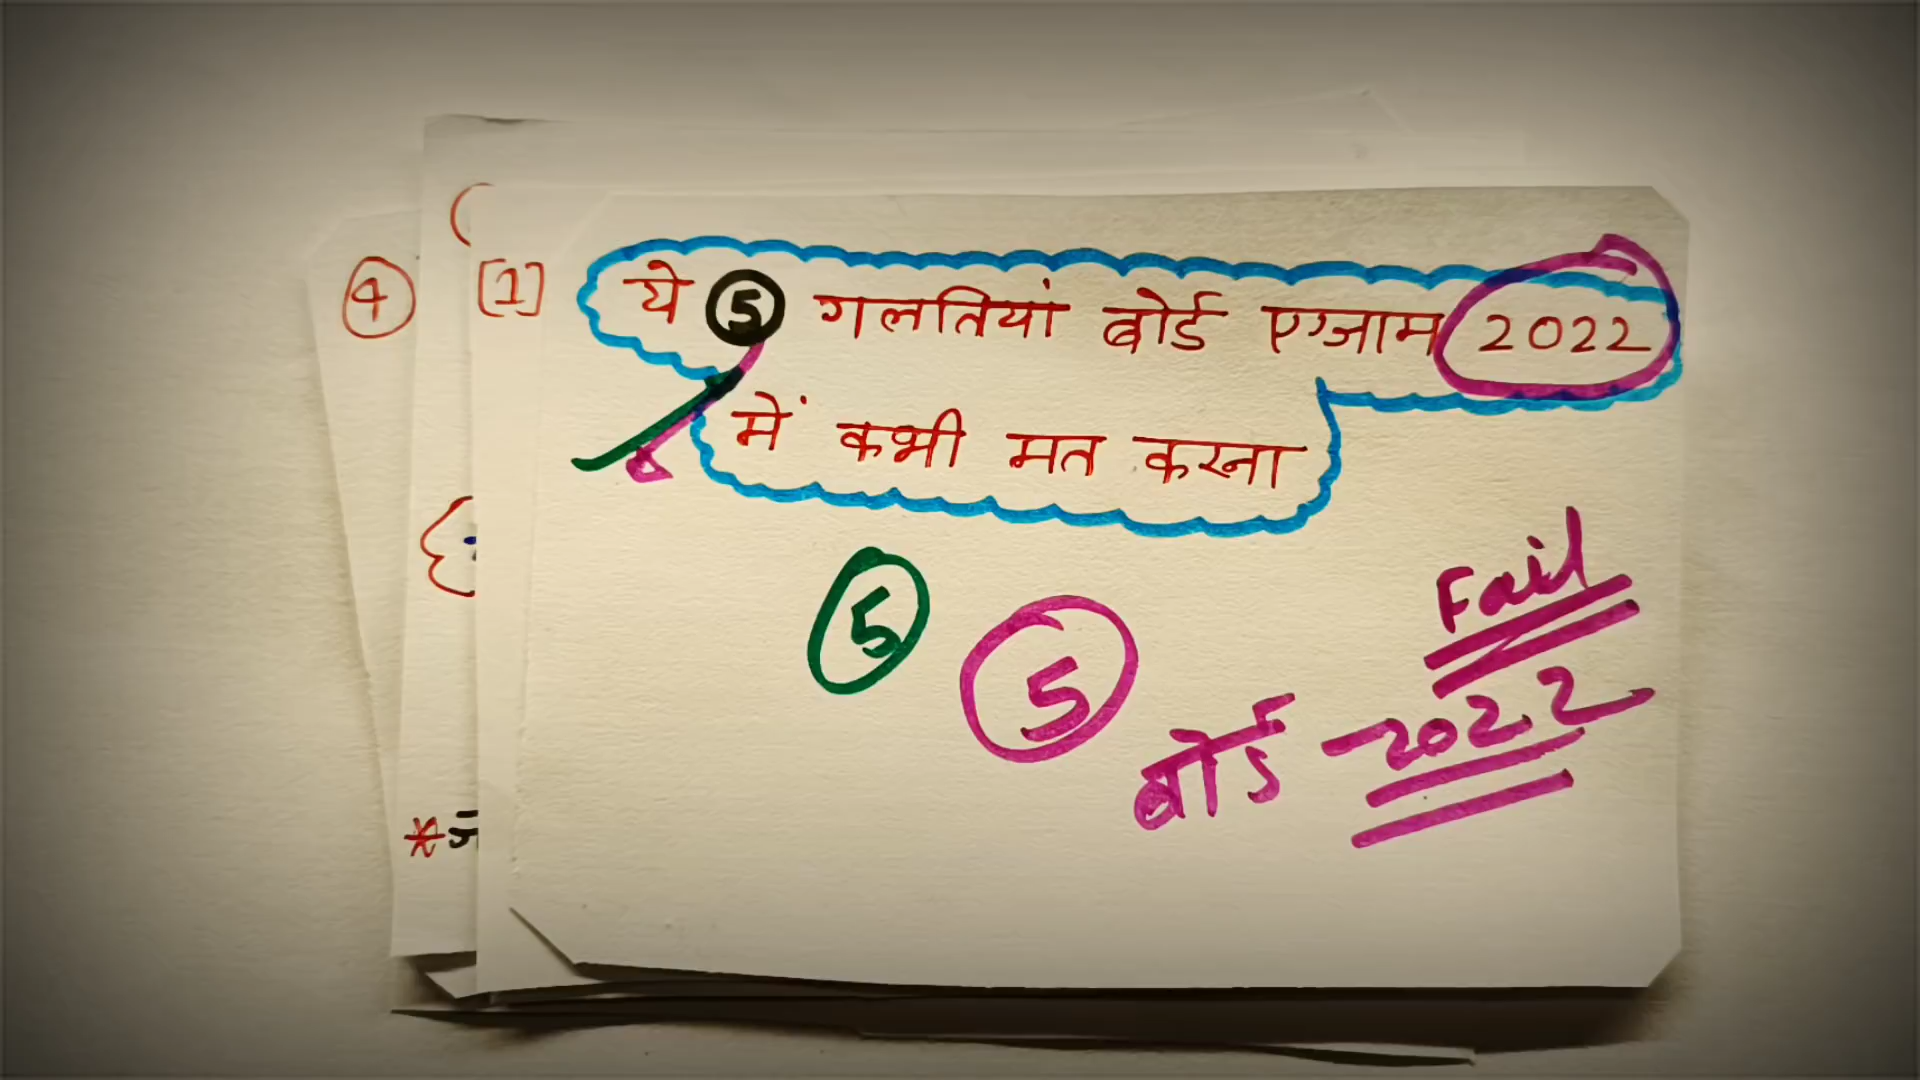 ये 5 गलतियां बोर्ड एग्जाम 2022
में कभी मत करना
4
[1]
5
5
Fail
बोर्ड - 2022
*